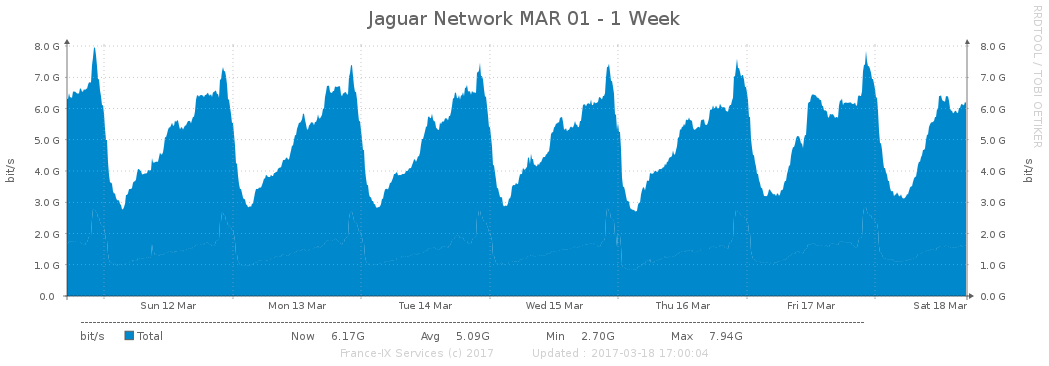 Jaguar Network MAR 01 - 1 Week
RRDTOOL / TOBI OETIKER
bit/s
8.0 G 8.0 G
7.0 G 7.0 G
6.0 G 6.0 G
5.0 G 5.0 G
4.0 G 4.0 G
3.0 G 3.0 G
2.0 G 2.0 G
1.0 G 1.0 G
0.0 0.0 G
bit/s
Sun 12 Mar Mon 13 Mar Tue 14 Mar Wed 15 Mar Thu 16 Mar Fri 17 Mar Sat 18 Mar
bit/s Total Now 6.17G Avg 5.09G Min 2.70G Max 7.94G
France-IX Services (c) 2017 Updated : 2017-03-18 17:00:04